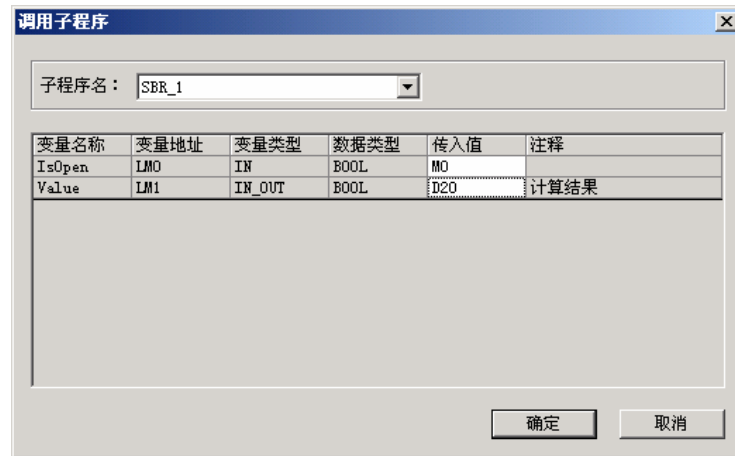 调用子程序
子程序名： SBR_1
变量名称 变量地址 变量类型 数据类型 传入值 注释
IsOpen LM0 IN BOOL M0
Value LM1 IN_OUT BOOL D20 计算结果
确定 取消